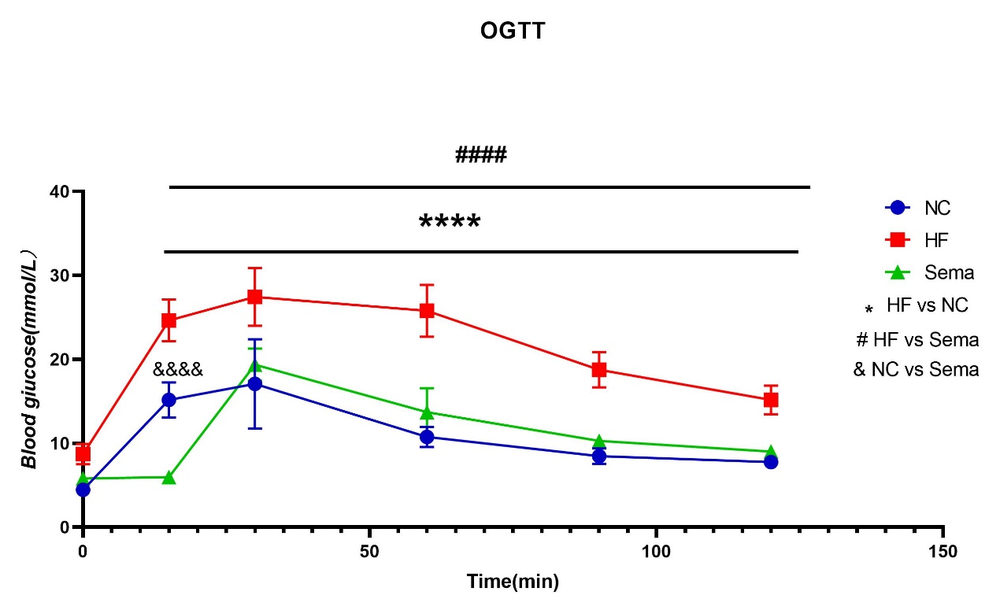 OGTT
####
****
&&&&
40
30
20
10
0
0
50
100
150
Blood giucose(mmol/L）
Time(min)
NC
HF
Sema
* HF vs NC
# HF vs Sema
& NC vs Sema